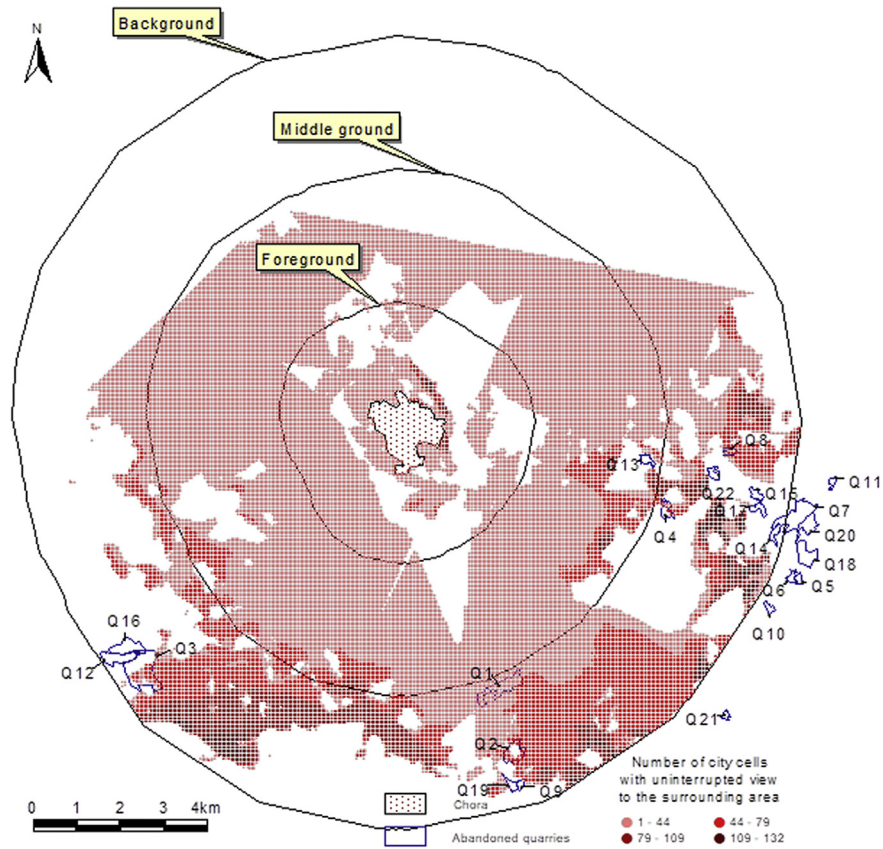 Background
N
Middle ground
Foreground
Q8
Q13
Q11
Q22
Q15
Q17
Q7
Q4
Q14
Q20
Q18
Q6
Q5
Q10
Q16
Q3
Q12
Q1
Q21
Q2
Q19
Q9
Number of city cells
with uninterrupted view
to the surrounding area
1 - 44
44 - 79
79 - 109
109 - 132
0 1 2 3 4km
Chora
Abandoned quarries